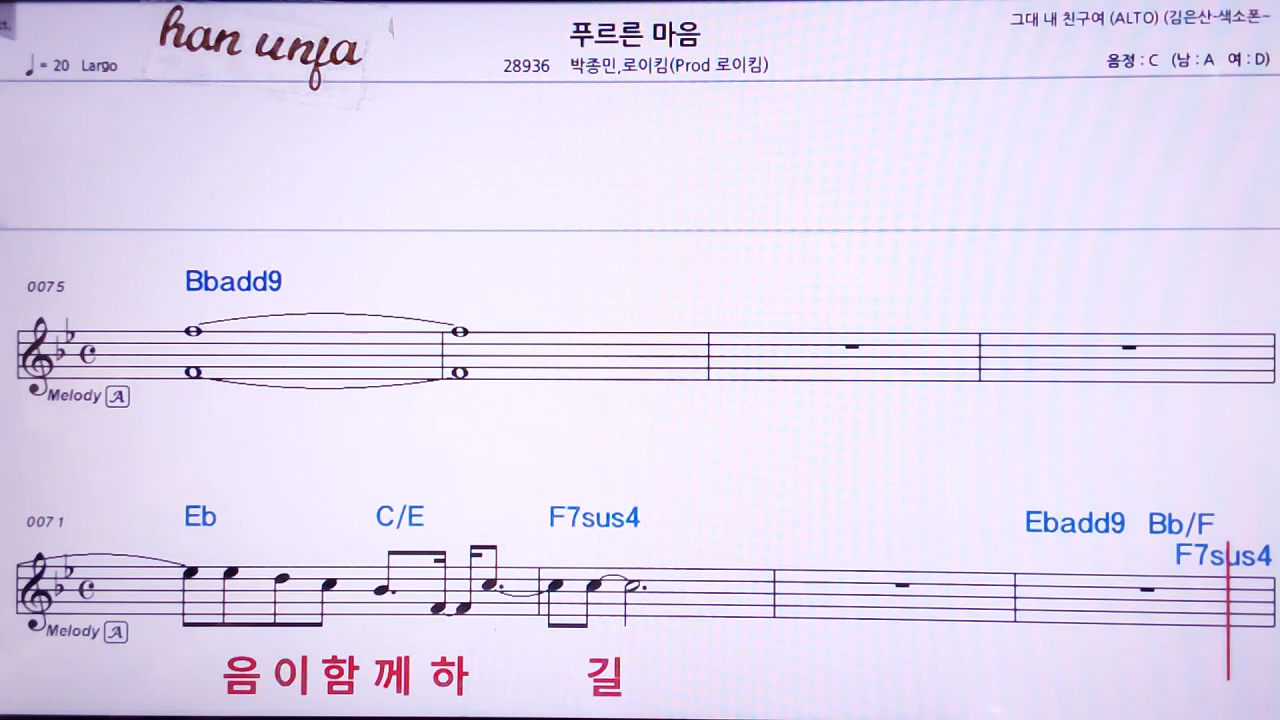 han unfa
푸르른 마음
그대 내 친구여 (ALTO) (김은산-색소폰~
♩= 20 Largo
28936 박종민,로이킴(Prod 로이킴)
음정 : C (남 : A 여 : D)
0075
Bbadd9
Melody A
0071
Eb C/E F7sus4 Ebadd9 Bb/F
F7sus4
Melody A
음이함께하 길